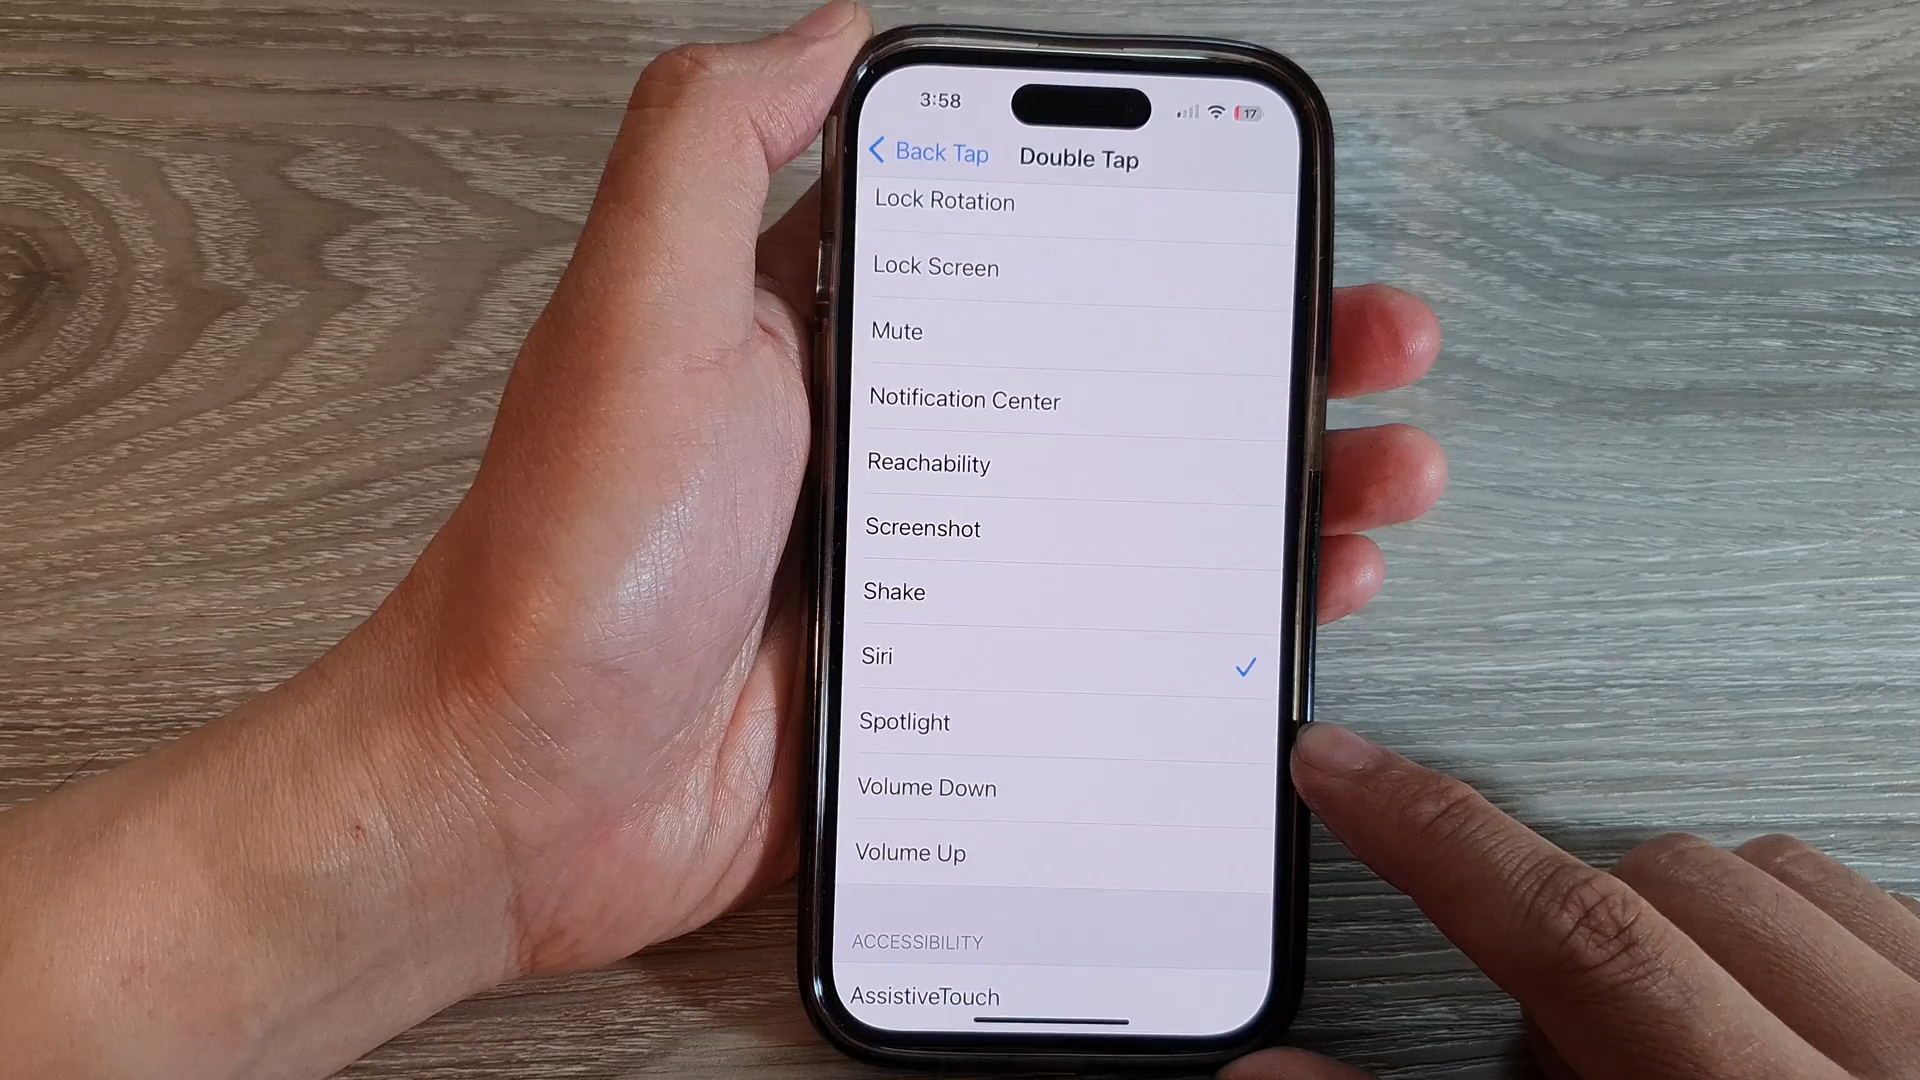 3:58
17
Back Tap
Double Tap
Lock Rotation
Lock Screen
Mute
Notification Center
Reachability
Screenshot
Shake
Siri
Spotlight
Volume Down
Volume Up
ACCESSIBILITY
AssistiveTouch